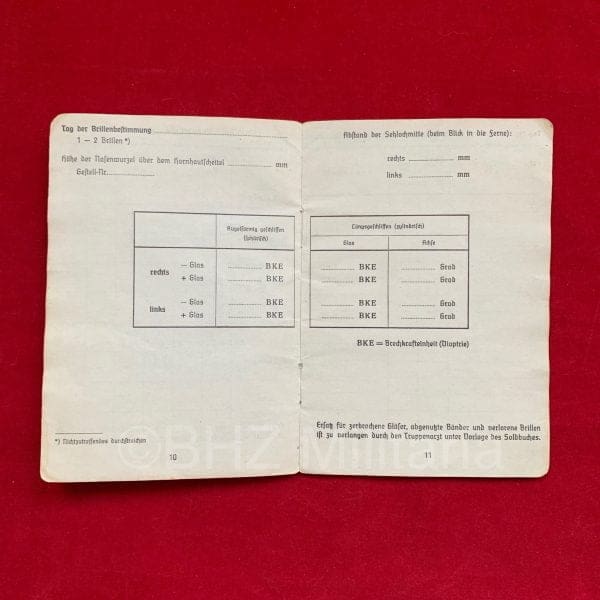 Tag der Brillenbestimmung
1 — 2 Brillen *)
Höhe der Nasenwurzel über dem Hornhautscheitel mm
Gestell-Nr.
Kugelförmig geschliffen
(sphärisch)
rechts
— Glas BKE
+ Glas BKE
links
— Glas BKE
+ Glas BKE
*) Nichtzutreffendes durchstreichen
10
Abstand der Sehlochmitte (beim Blick in die Ferne):
rechts mm
links mm
Längsgeschliffen (zylindrisch)
Glas Achse
BKE Grad
BKE Grad
BKE Grad
BKE Grad
BKE = Brechkrafteinheit (Dioptrie)
Ersatz für zerbrochene Gläser, abgenutzte Bänder und verlorene Brillen
ist zu verlangen durch den Truppenarzt unter Vorlage des Soldbuches.
11
©BHZ Militaria